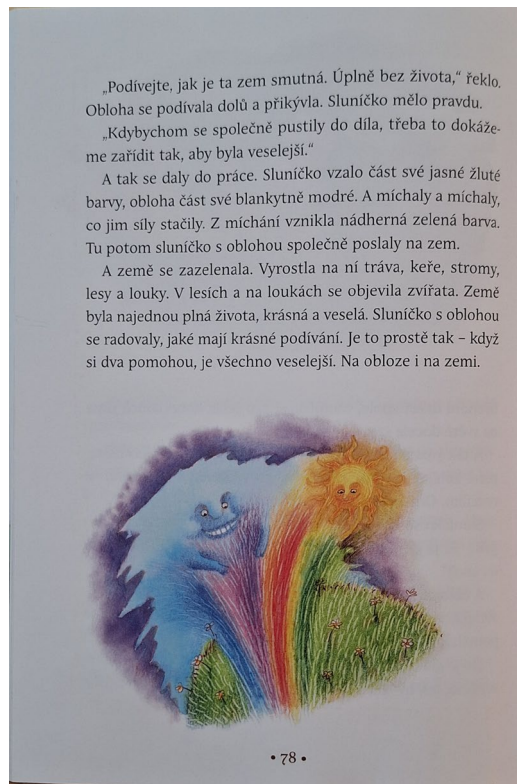 „Podívejte, jak je ta zem smutná. Úplně bez života,“ řeklo.
Obloha se podívala dolů a přikývla. Sluníčko mělo pravdu.
„Kdybychom se společně pustily do díla, třeba to dokáže-
me zařídit tak, aby byla veselejší.“
A tak se daly do práce. Sluníčko vzalo část své jasné žluté
barvy, obloha část své blankytně modré. A míchaly a míchaly,
co jim síly stačily. Z míchání vznikla nádherná zelená barva.
Tu potom sluníčko s oblohou společně poslaly na zem.
A země se zazelenala. Vyrostla na ní tráva, keře, stromy,
lesy a louky. V lesích a na loukách se objevila zvířata. Země
byla najednou plná života, krásná a veselá. Sluníčko s oblohou
se radovaly, jaké mají krásné podívání. Je to prostě tak – když
si dva pomohou, je všechno veselejší. Na obloze i na zemi.
• 78 •